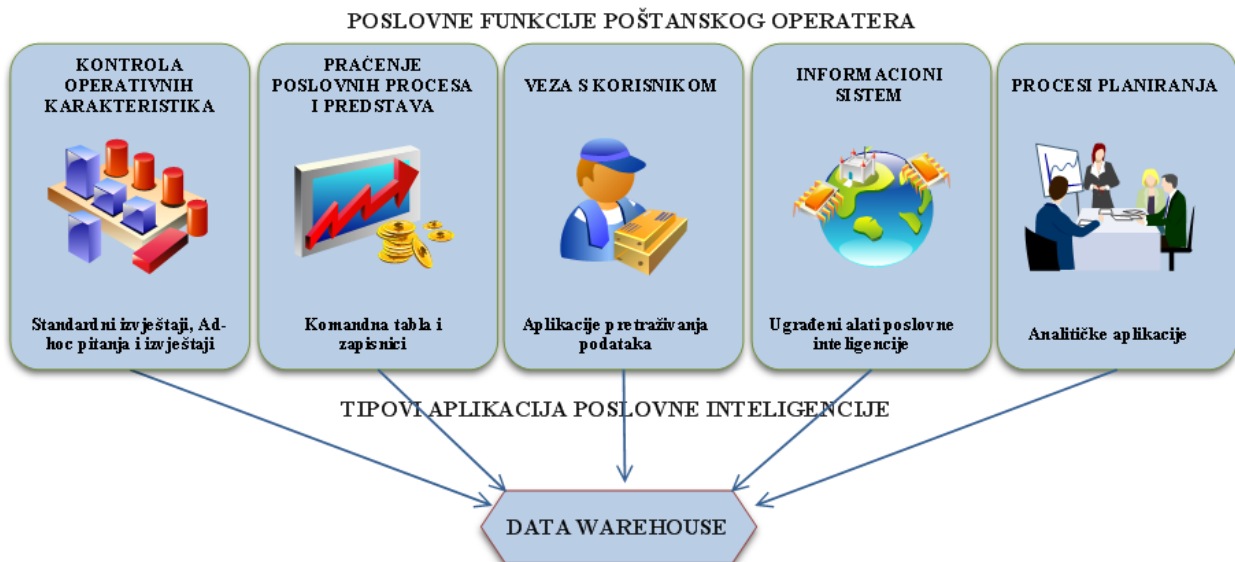 POSLOVNE FUNKCIJE POŠTANSKOG OPERATERA
KONTROLA
OPERATIVNIH
KARAKTERISTIKA
Standardni izvještaji, Ad-
hoc pitanja i izvještaji
PRAĆENJE
POSLOVNIH PROCESA
I PREDSTAVA
Komandna tabla i
zapisnici
VEZA S KORISNIKOM
Aplikacije pretraživanja
podataka
INFORMACIONI
SISTEM
Ugrađeni alati poslovne
inteligencije
PROCESI PLANIRANJA
Analitičke aplikacije
TIPOVI APLIKACIJA POSLOVNE INTELIGENCIJE
DATA WAREHOUSE